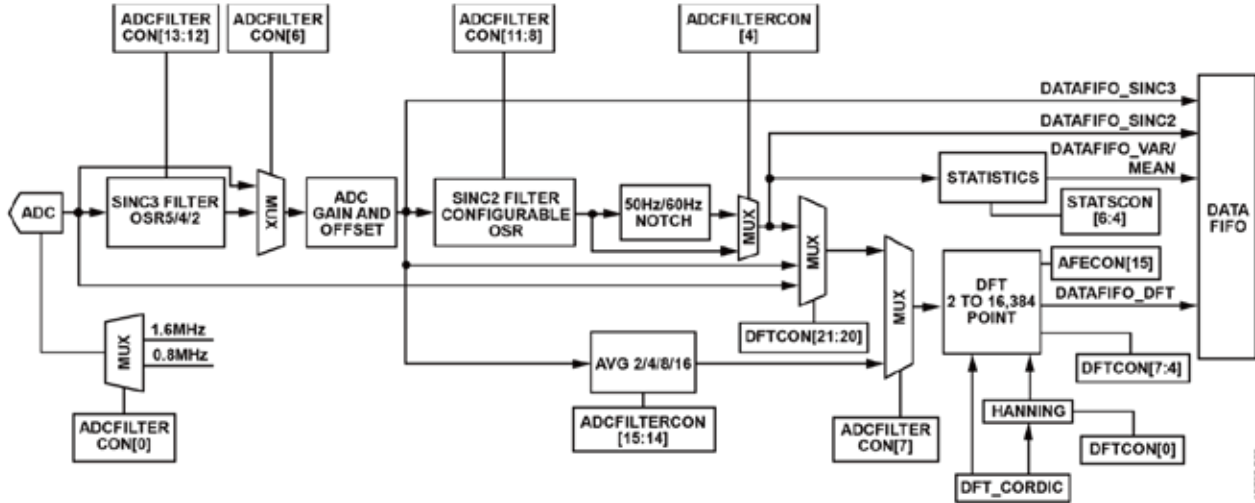 ADCFILTER
CON[13:12]
ADCFILTER
CON[6]
ADCFILTER
CON[11:8]
ADCFILTERCON
[4]
DATAFIFO_SINC3
DATAFIFO_SINC2
DATAFIFO_VAR/
MEAN
ADC
SINC3 FILTER
OSR5/4/2
MUX
ADC
GAIN AND
OFFSET
SINC2 FILTER
CONFIGURABLE
OSR
50Hz/60Hz
NOTCH
MUX
STATISTICS
STATSCON
[6:4]
DATA
FIFO
MUX
MUX
DFT
2 TO 16,384
POINT
AFECON[15]
DATAFIFO_DFT
MUX
1.6MHz
0.8MHz
DFTCON[21:20]
AVG 2/4/8/16
DFTCON[7:4]
ADCFILTER
CON[0]
ADCFILTERCON
[15:14]
ADCFILTER
CON[7]
HANNING
DFTCON[0]
DFT_CORDIC